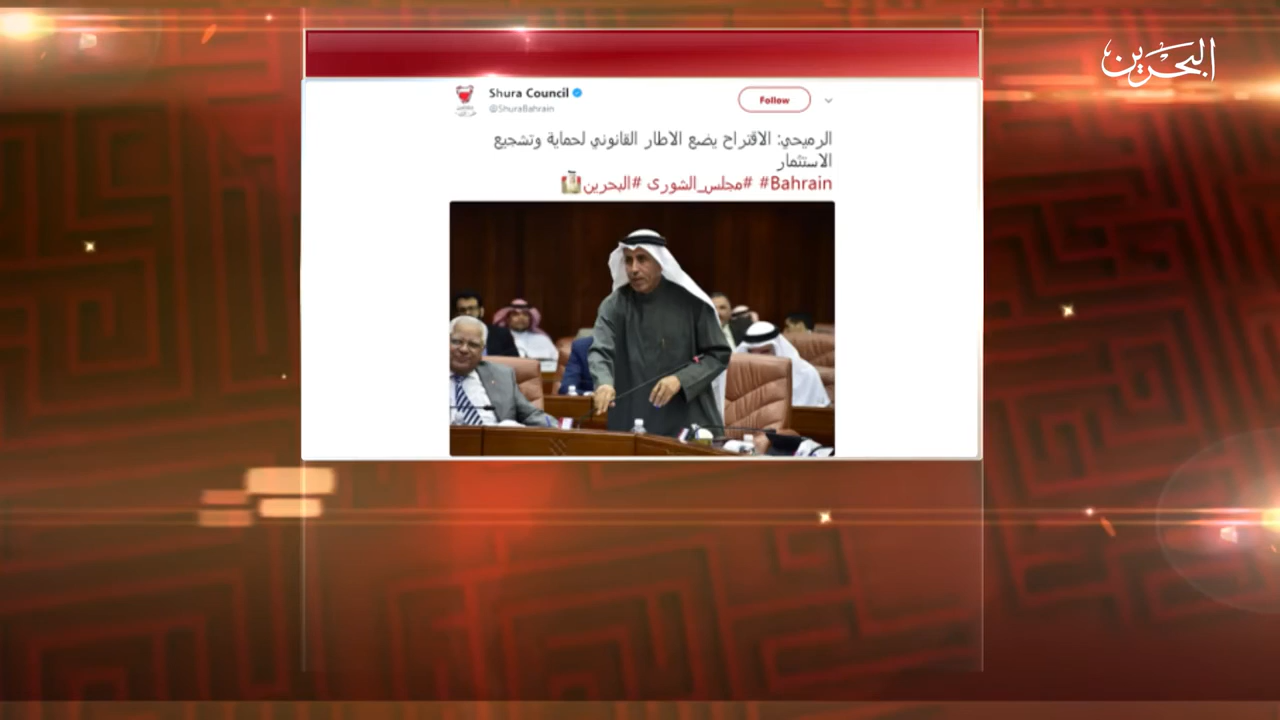 البحرين
Shura Council
@ShuraBahrain
Follow
الرميحي: الاقتراح يضع الاطار القانوني لحماية وتشجيع
الاستثمار
#Bahrain #مجلس_الشورى #البحرين